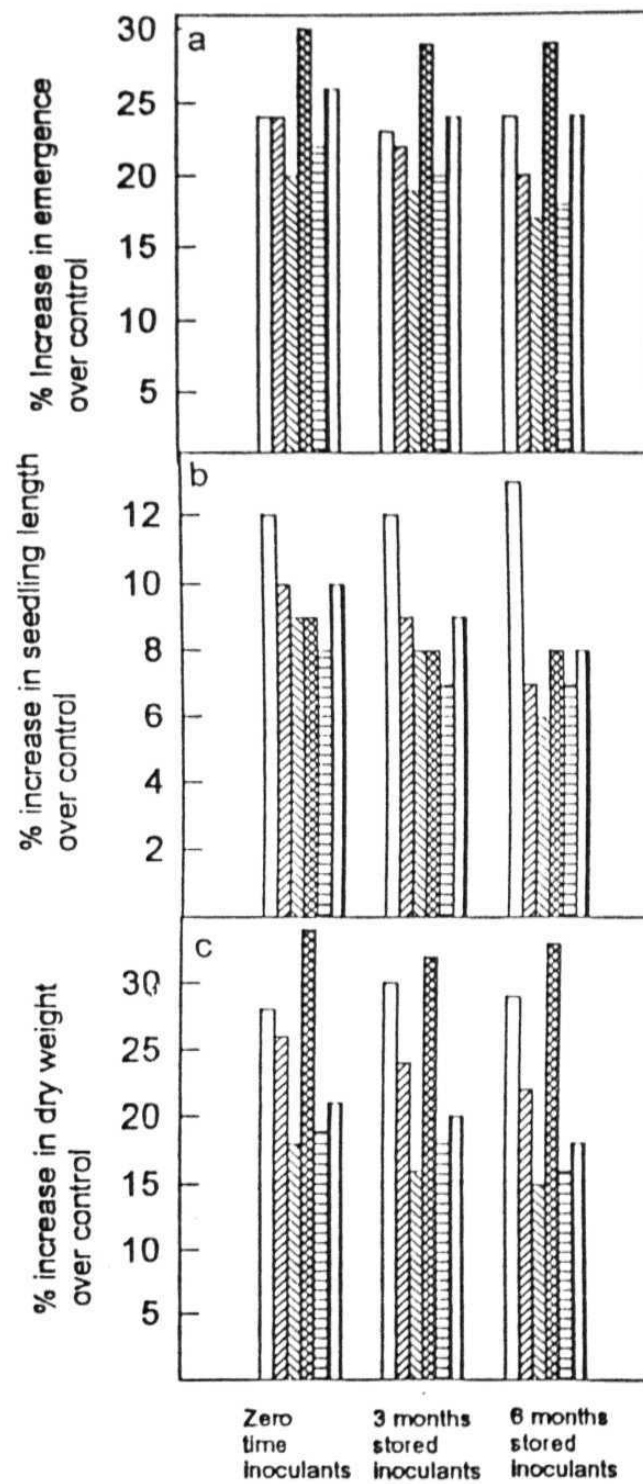 a
% Increase in emergence
over control
30
25
20
15
10
5
b
% increase in seedling length
over control
12
10
8
6
4
2
c
% increase in dry weight
over control
30
25
20
15
10
5
Zero
time
inoculants
3 months
stored
inoculants
6 months
stored
inoculants